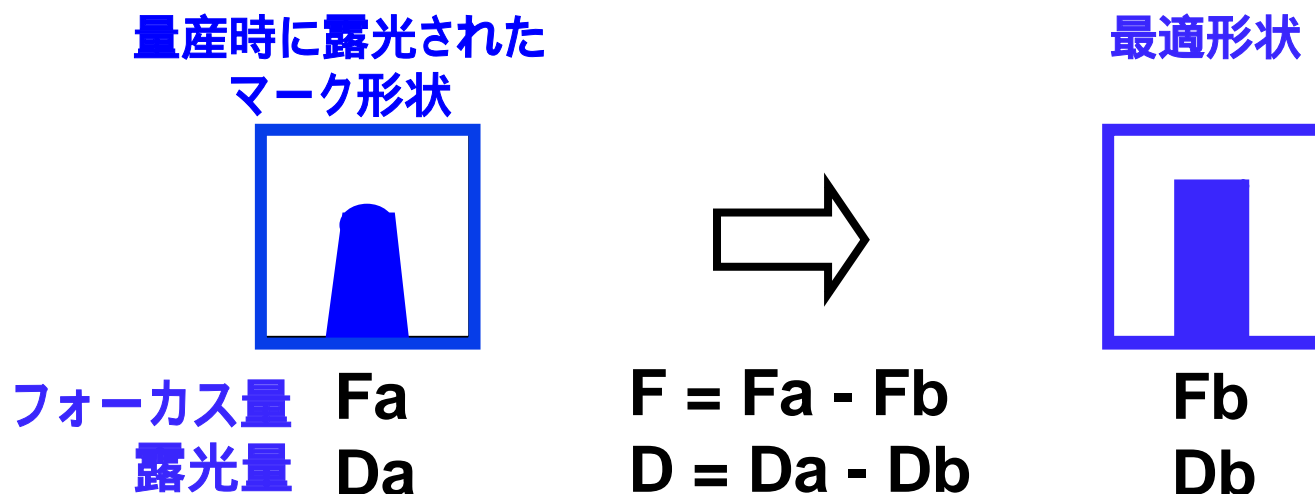 量産時に露光された
マーク形状
最適形状
フォーカス量 Fa F = Fa - Fb Fb
露光量 Da D = Da - Db Db